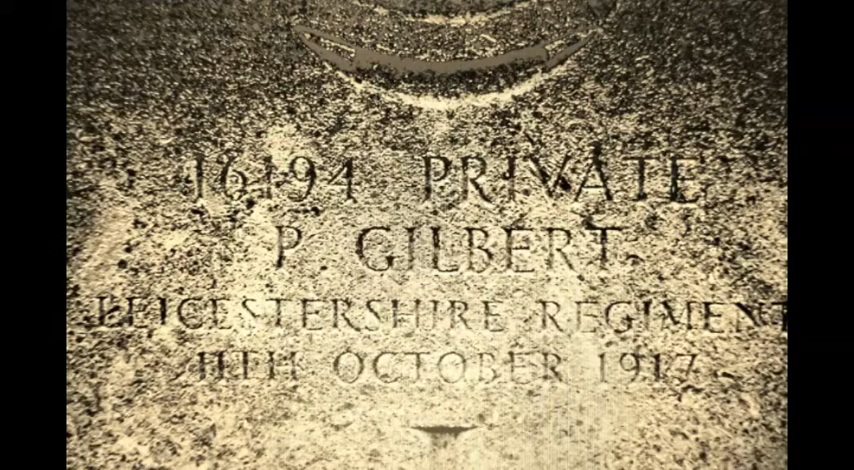 16194 PRIVATE
P. GILBERT
LEICESTERSHIRE REGIMENT
11TH OCTOBER 1917